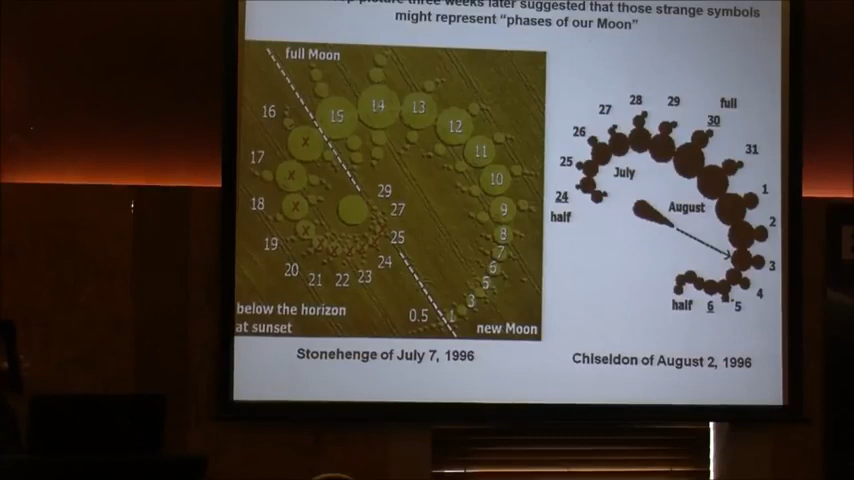 picture three weeks later suggested that those strange symbols
might represent "phases of our Moon"
full Moon
16
15
14
13
12
11
10
9
8
7
6
5
3
1
0.5
17
18
19
20
21
22
23
24
25
27
29
x
x
x
x
below the horizon
at sunset
new Moon
Stonehenge of July 7, 1996
24
half
25
26
27
28
29
full
30
31
July
August
1
2
3
4
5
6
half
Chiseldon of August 2, 1996